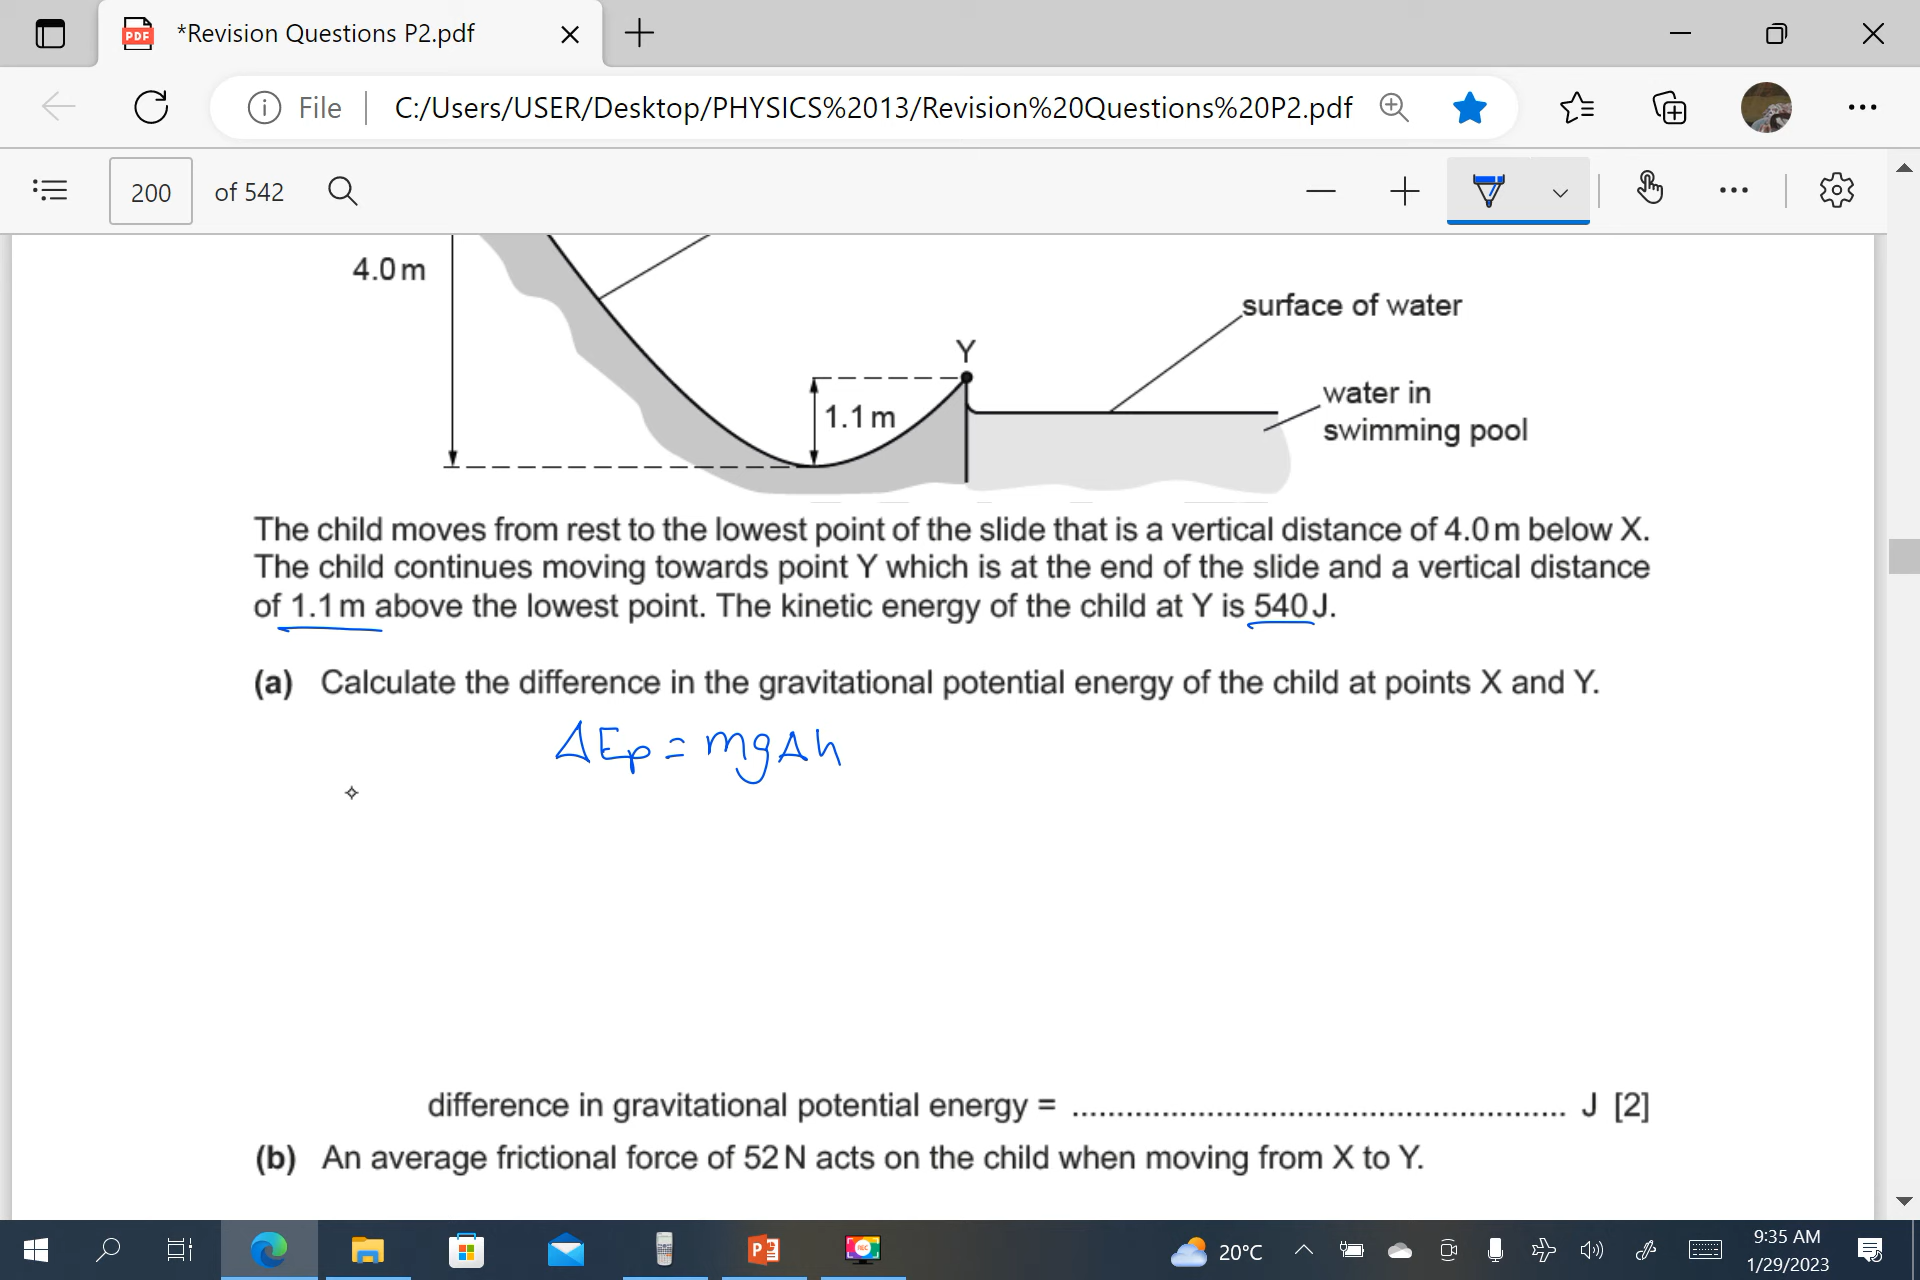 *Revision Questions P2.pdf
File
C:/Users/USER/Desktop/PHYSICS%2013/Revision%20Questions%20P2.pdf
200 of 542
4.0 m
surface of water
Y
1.1 m
water in
swimming pool
The child moves from rest to the lowest point of the slide that is a vertical distance of 4.0 m below X.
The child continues moving towards point Y which is at the end of the slide and a vertical distance
of 1.1 m above the lowest point. The kinetic energy of the child at Y is 540 J.
(a) Calculate the difference in the gravitational potential energy of the child at points X and Y.
ΔEp = mgΔh
difference in gravitational potential energy = ........................................................ J [2]
(b) An average frictional force of 52 N acts on the child when moving from X to Y.
20°C
9:35 AM
1/29/2023